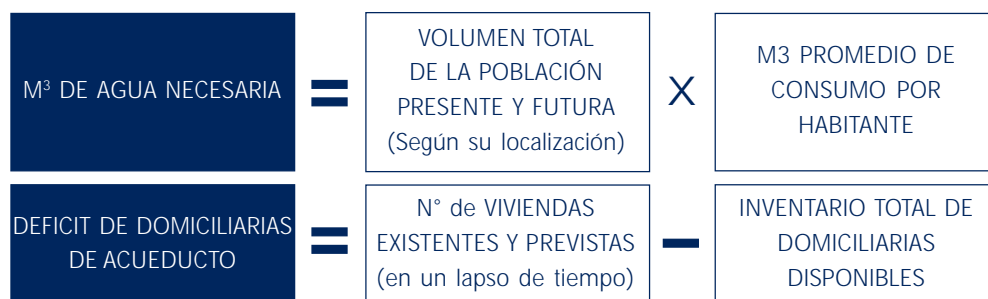 M³ DE AGUA NECESARIA
=
VOLUMEN TOTAL
DE LA POBLACIÓN
PRESENTE Y FUTURA
(Según su localización)
X
M3 PROMEDIO DE
CONSUMO POR
HABITANTE
DEFICIT DE DOMICILIARIAS
DE ACUEDUCTO
=
N° de VIVIENDAS
EXISTENTES Y PREVISTAS
(en un lapso de tiempo)
−
INVENTARIO TOTAL DE
DOMICILIARIAS
DISPONIBLES